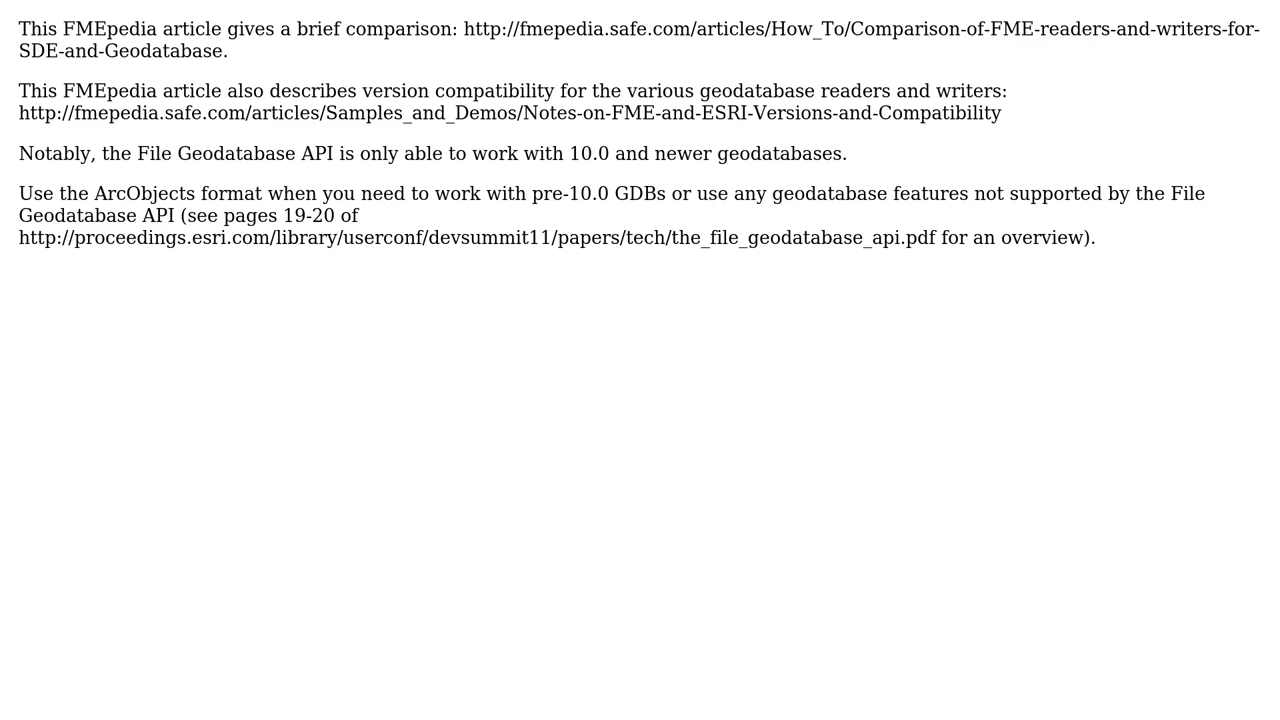 This FMEpedia article gives a brief comparison: http://fmepedia.safe.com/articles/How_To/Comparison-of-FME-readers-and-writers-for-
SDE-and-Geodatabase.
This FMEpedia article also describes version compatibility for the various geodatabase readers and writers:
http://fmepedia.safe.com/articles/Samples_and_Demos/Notes-on-FME-and-ESRI-Versions-and-Compatibility
Notably, the File Geodatabase API is only able to work with 10.0 and newer geodatabases.
Use the ArcObjects format when you need to work with pre-10.0 GDBs or use any geodatabase features not supported by the File
Geodatabase API (see pages 19-20 of
http://proceedings.esri.com/library/userconf/devsummit11/papers/tech/the_file_geodatabase_api.pdf for an overview).